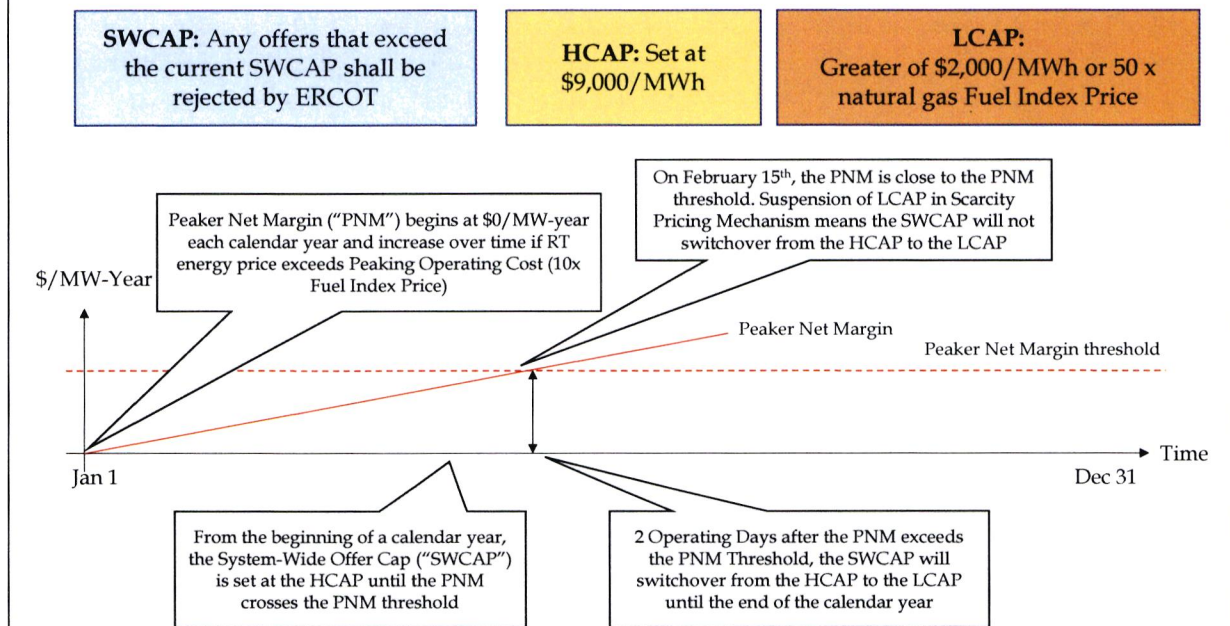 SWCAP: Any offers that exceed
the current SWCAP shall be
rejected by ERCOT
HCAP: Set at
$9,000/MWh
LCAP:
Greater of $2,000/MWh or 50 x
natural gas Fuel Index Price
On February 15th, the PNM is close to the PNM
threshold. Suspension of LCAP in Scarcity
Pricing Mechanism means the SWCAP will not
switchover from the HCAP to the LCAP
Peaker Net Margin ("PNM") begins at $0/MW-year
each calendar year and increase over time if RT
energy price exceeds Peaking Operating Cost (10x
Fuel Index Price)
$/MW-Year
Peaker Net Margin
Peaker Net Margin threshold
Time
Jan 1
Dec 31
From the beginning of a calendar year,
the System-Wide Offer Cap ("SWCAP")
is set at the HCAP until the PNM
crosses the PNM threshold
2 Operating Days after the PNM exceeds
the PNM Threshold, the SWCAP will
switchover from the HCAP to the LCAP
until the end of the calendar year